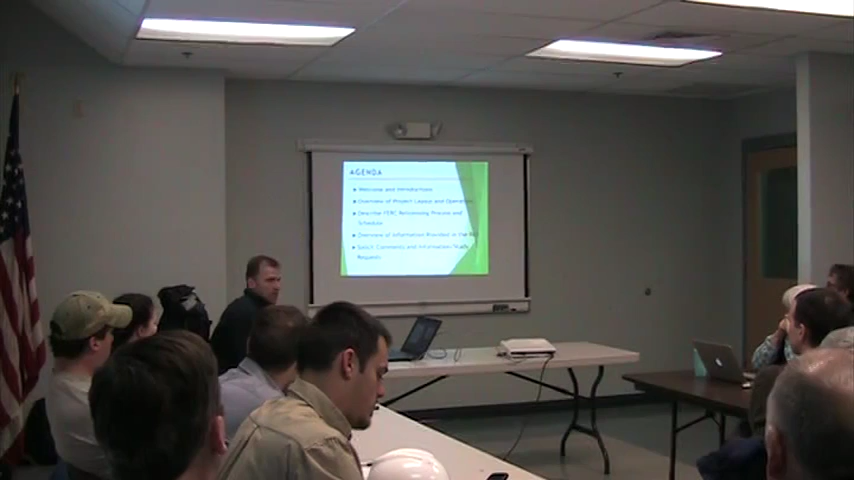 AGENDA
Welcome and Introductions
Overview of Project Layout and Operation
Describe FERC Relicensing Process and
Schedule
Overview of Information Provided in the
Solicit Comments and Information/Study
Requests